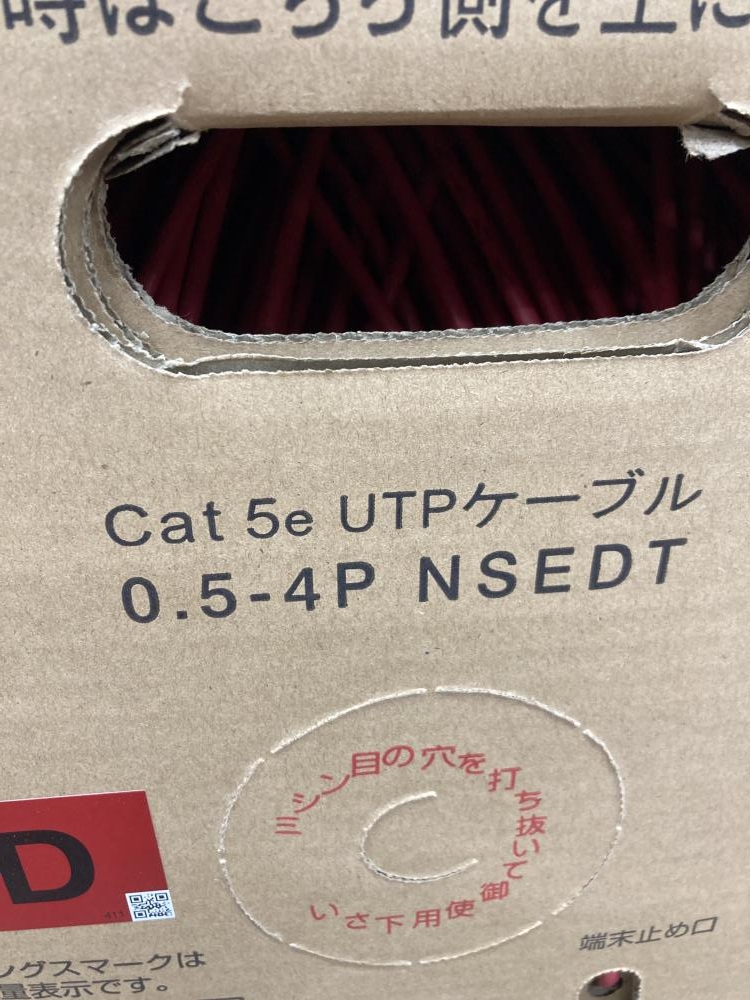 時はこちら側を上に
Cat 5e UTPケーブル
0.5-4P NSEDT
ミシン目の穴を打ち抜いて御使用下さい
D
411
端末止め口
ングスマークは
量表示です。